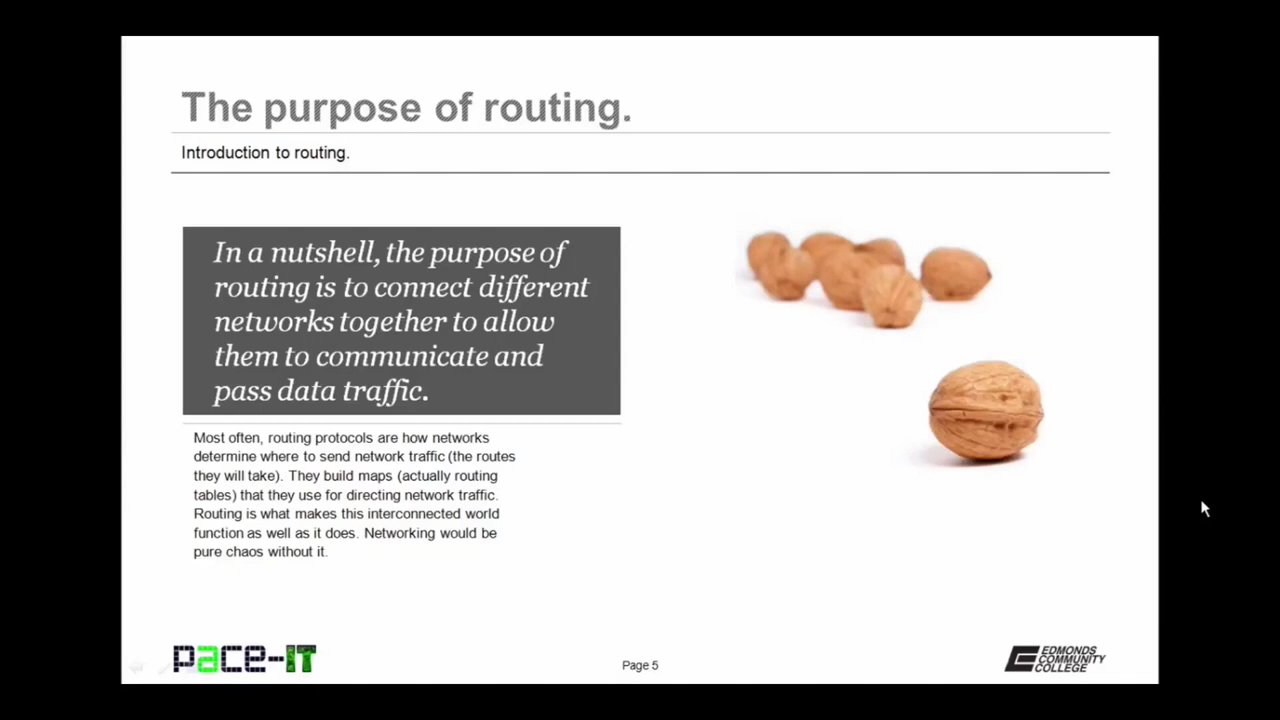 The purpose of routing.
Introduction to routing.
In a nutshell, the purpose of
routing is to connect different
networks together to allow
them to communicate and
pass data traffic.
Most often, routing protocols are how networks
determine where to send network traffic (the routes
they will take). They build maps (actually routing
tables) that they use for directing network traffic.
Routing is what makes this interconnected world
function as well as it does. Networking would be
pure chaos without it.
pace-IT
Page 5
EDMONDS
COMMUNITY
COLLEGE